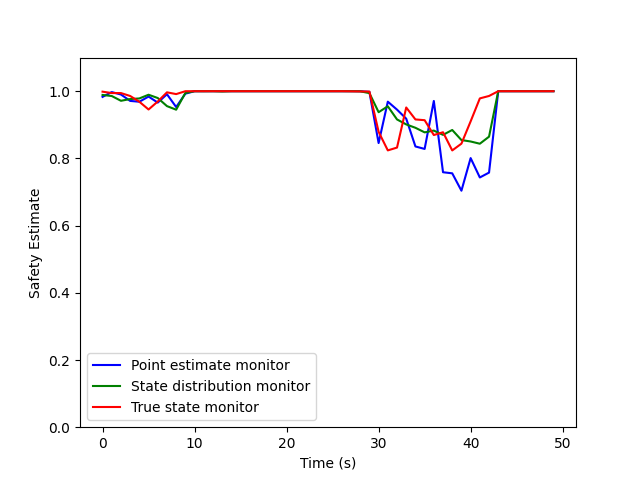 1.0
0.8
0.6
0.4
0.2
0.0
Safety Estimate
Point estimate monitor
State distribution monitor
True state monitor
0 10 20 30 40 50
Time (s)